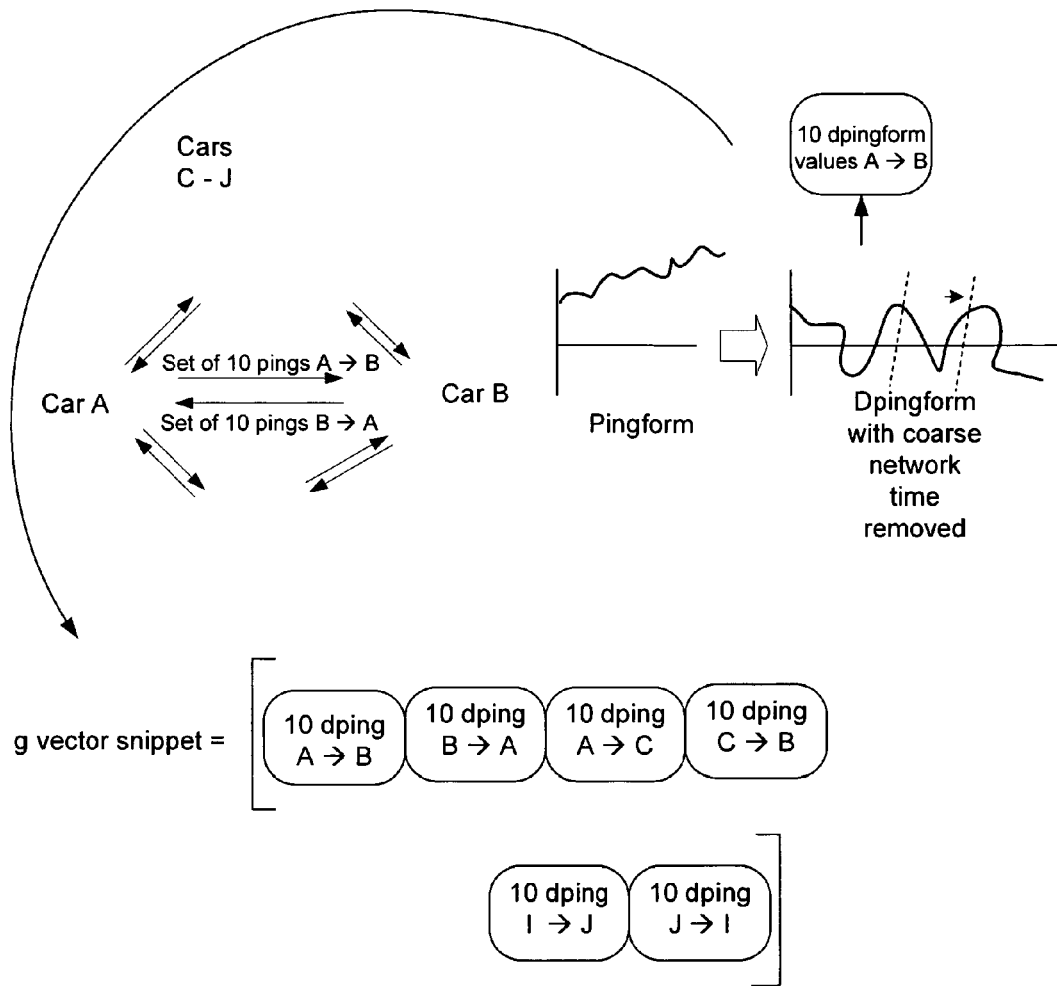 Cars
C - J
10 dpingform
values A → B
Set of 10 pings A → B
Car A
Car B
Set of 10 pings B → A
Pingform
Dpingform
with coarse
network
time
removed
g vector snippet =
10 dping
A → B
10 dping
B → A
10 dping
A → C
10 dping
C → B
10 dping
I → J
10 dping
J → I